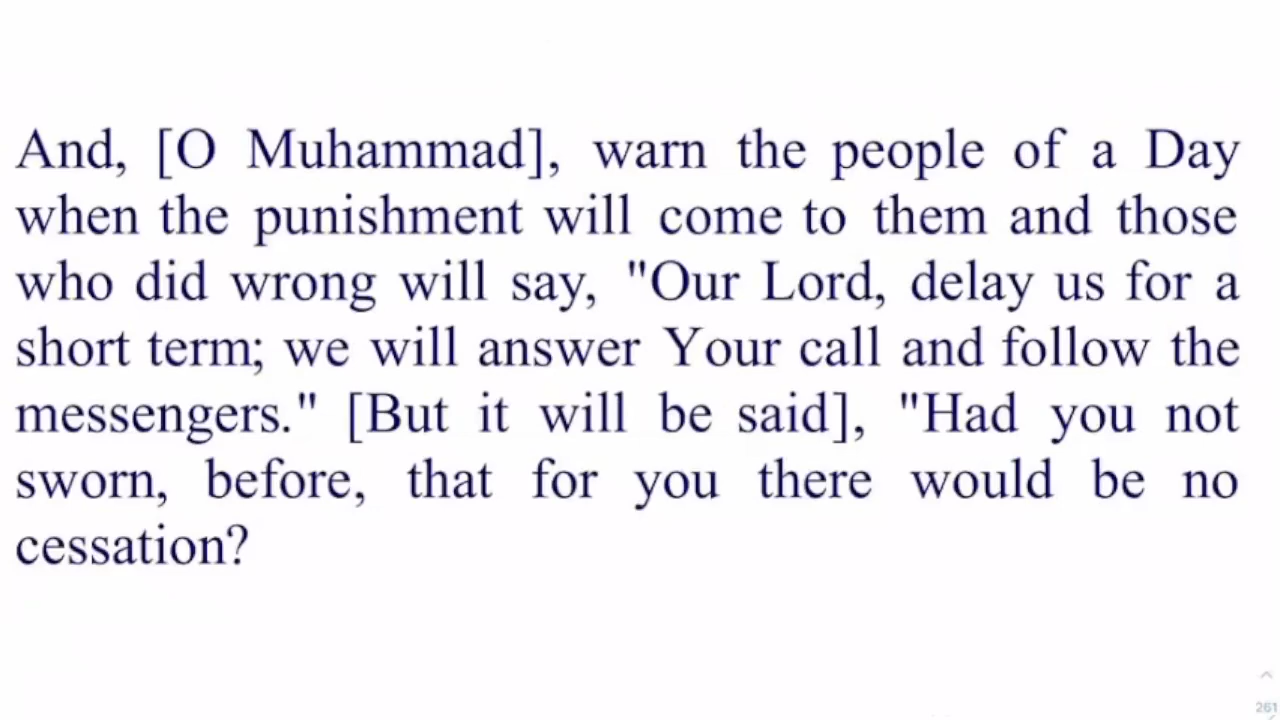 And, [O Muhammad], warn the people of a Day
when the punishment will come to them and those
who did wrong will say, "Our Lord, delay us for a
short term; we will answer Your call and follow the
messengers." [But it will be said], "Had you not
sworn, before, that for you there would be no
cessation?
261